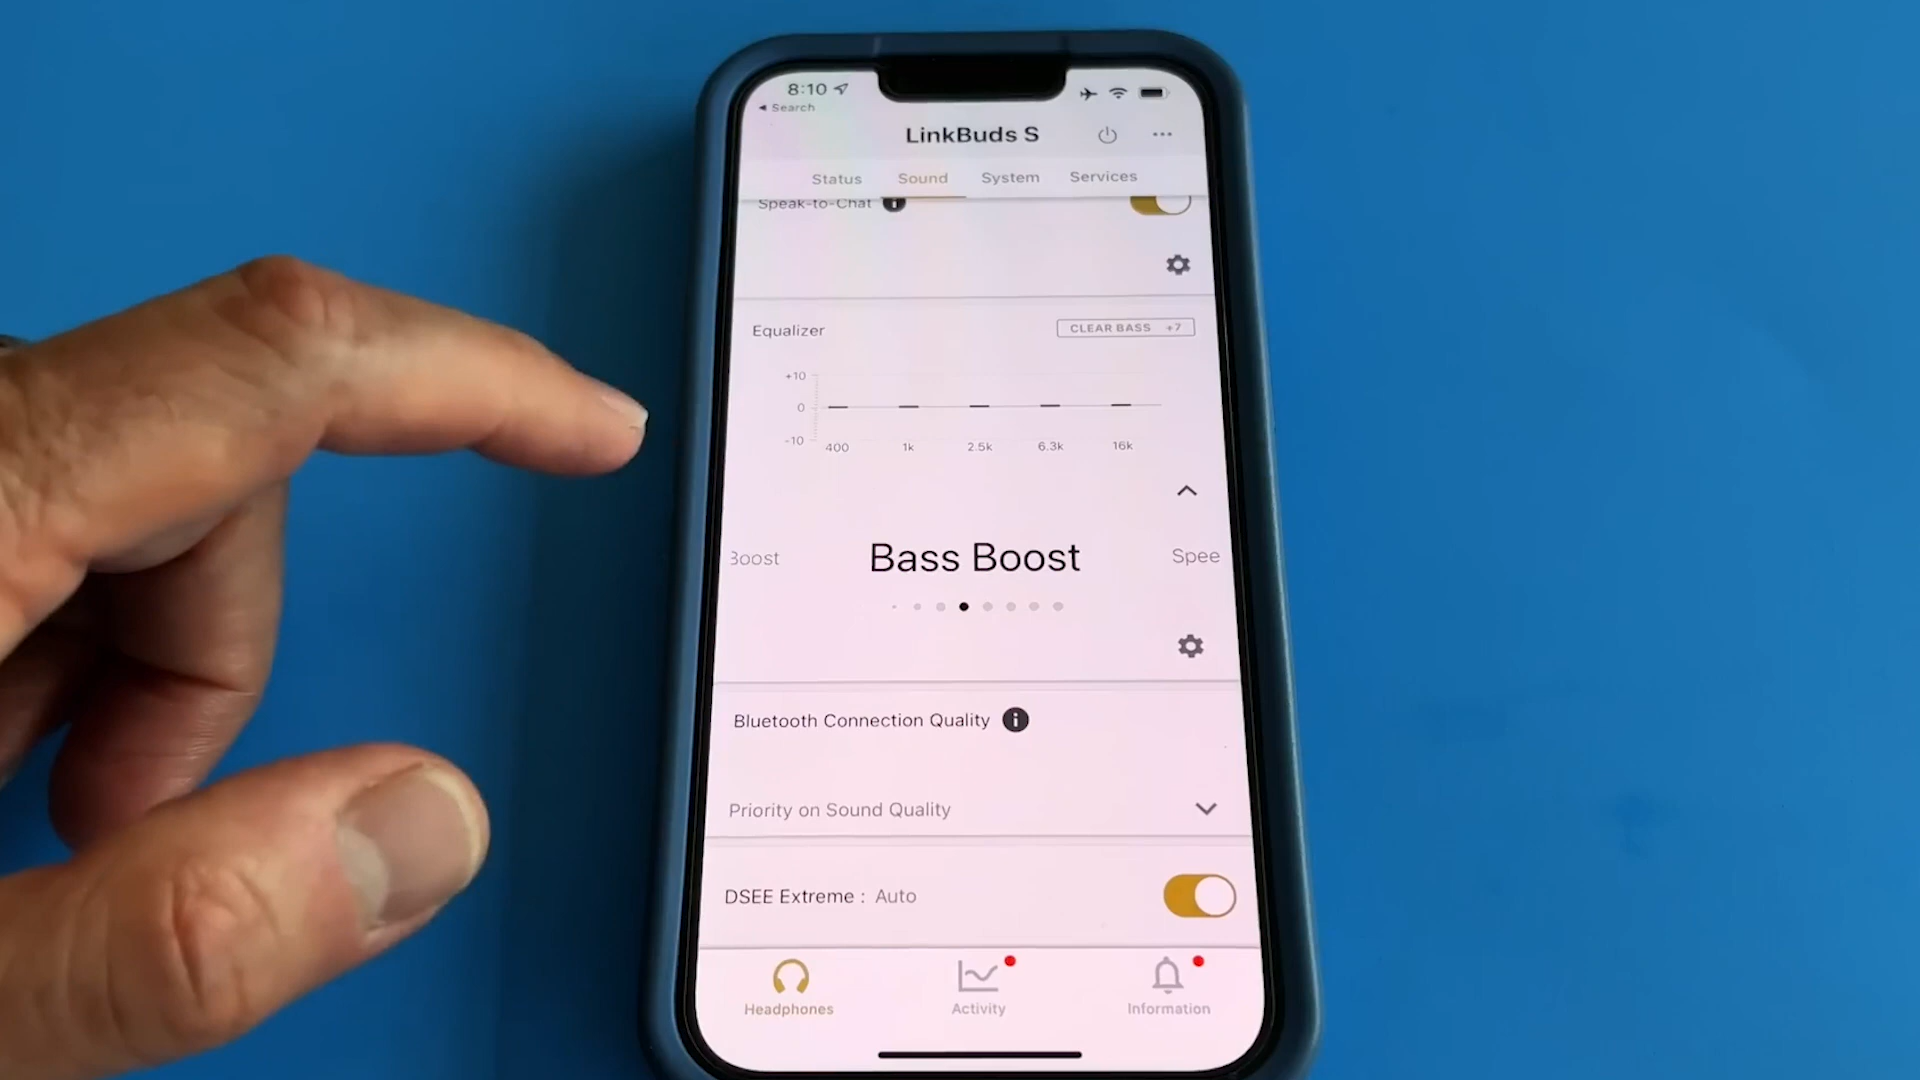 8:10
◄ Search
LinkBuds S
Status Sound System Services
Speak-to-Chat
Equalizer CLEAR BASS +7
+10
0
-10
400 1k 2.5k 6.3k 16k
Boost Bass Boost Spee
Bluetooth Connection Quality
Priority on Sound Quality
DSEE Extreme : Auto
Headphones Activity Information